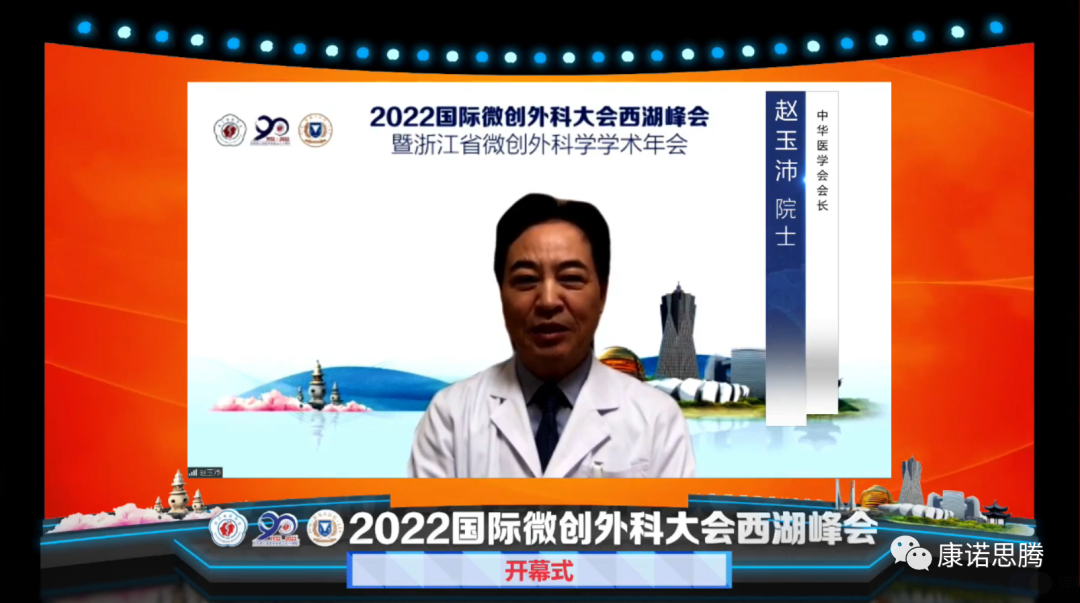 2022国际微创外科大会西湖峰会
暨浙江省微创外科学学术年会
赵玉沛 院士
中华医学会会长
2022国际微创外科大会西湖峰会
开幕式
康诺思腾